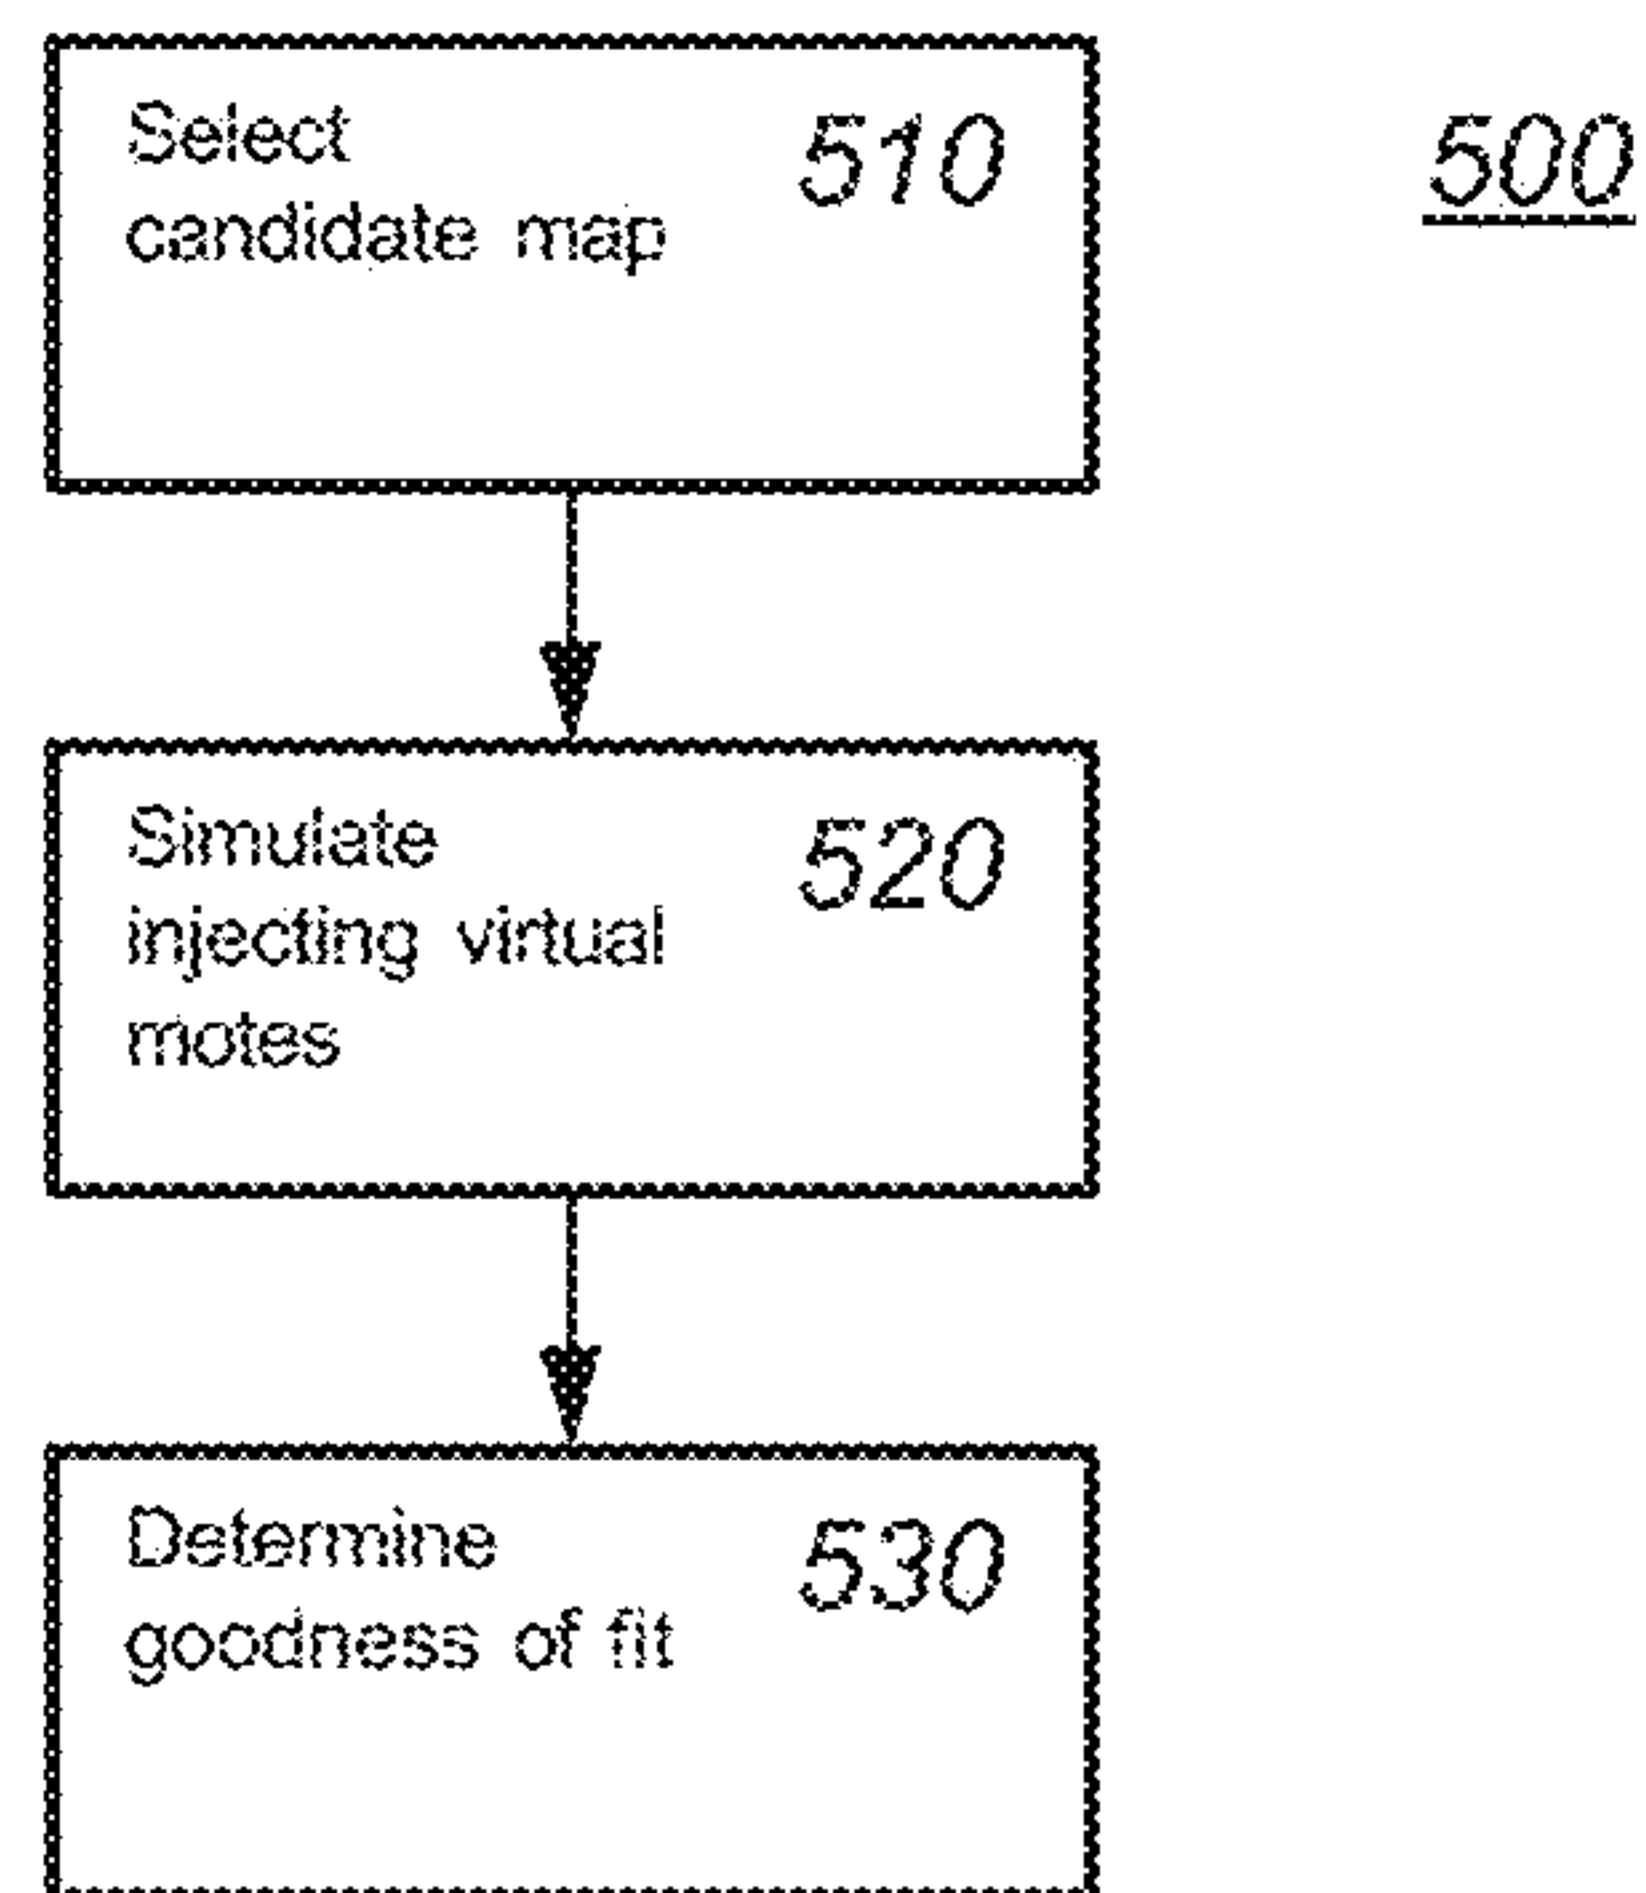 Select
candidate map
510
500
Simulate
injecting virtual
motes
520
Determine
goodness of fit
530